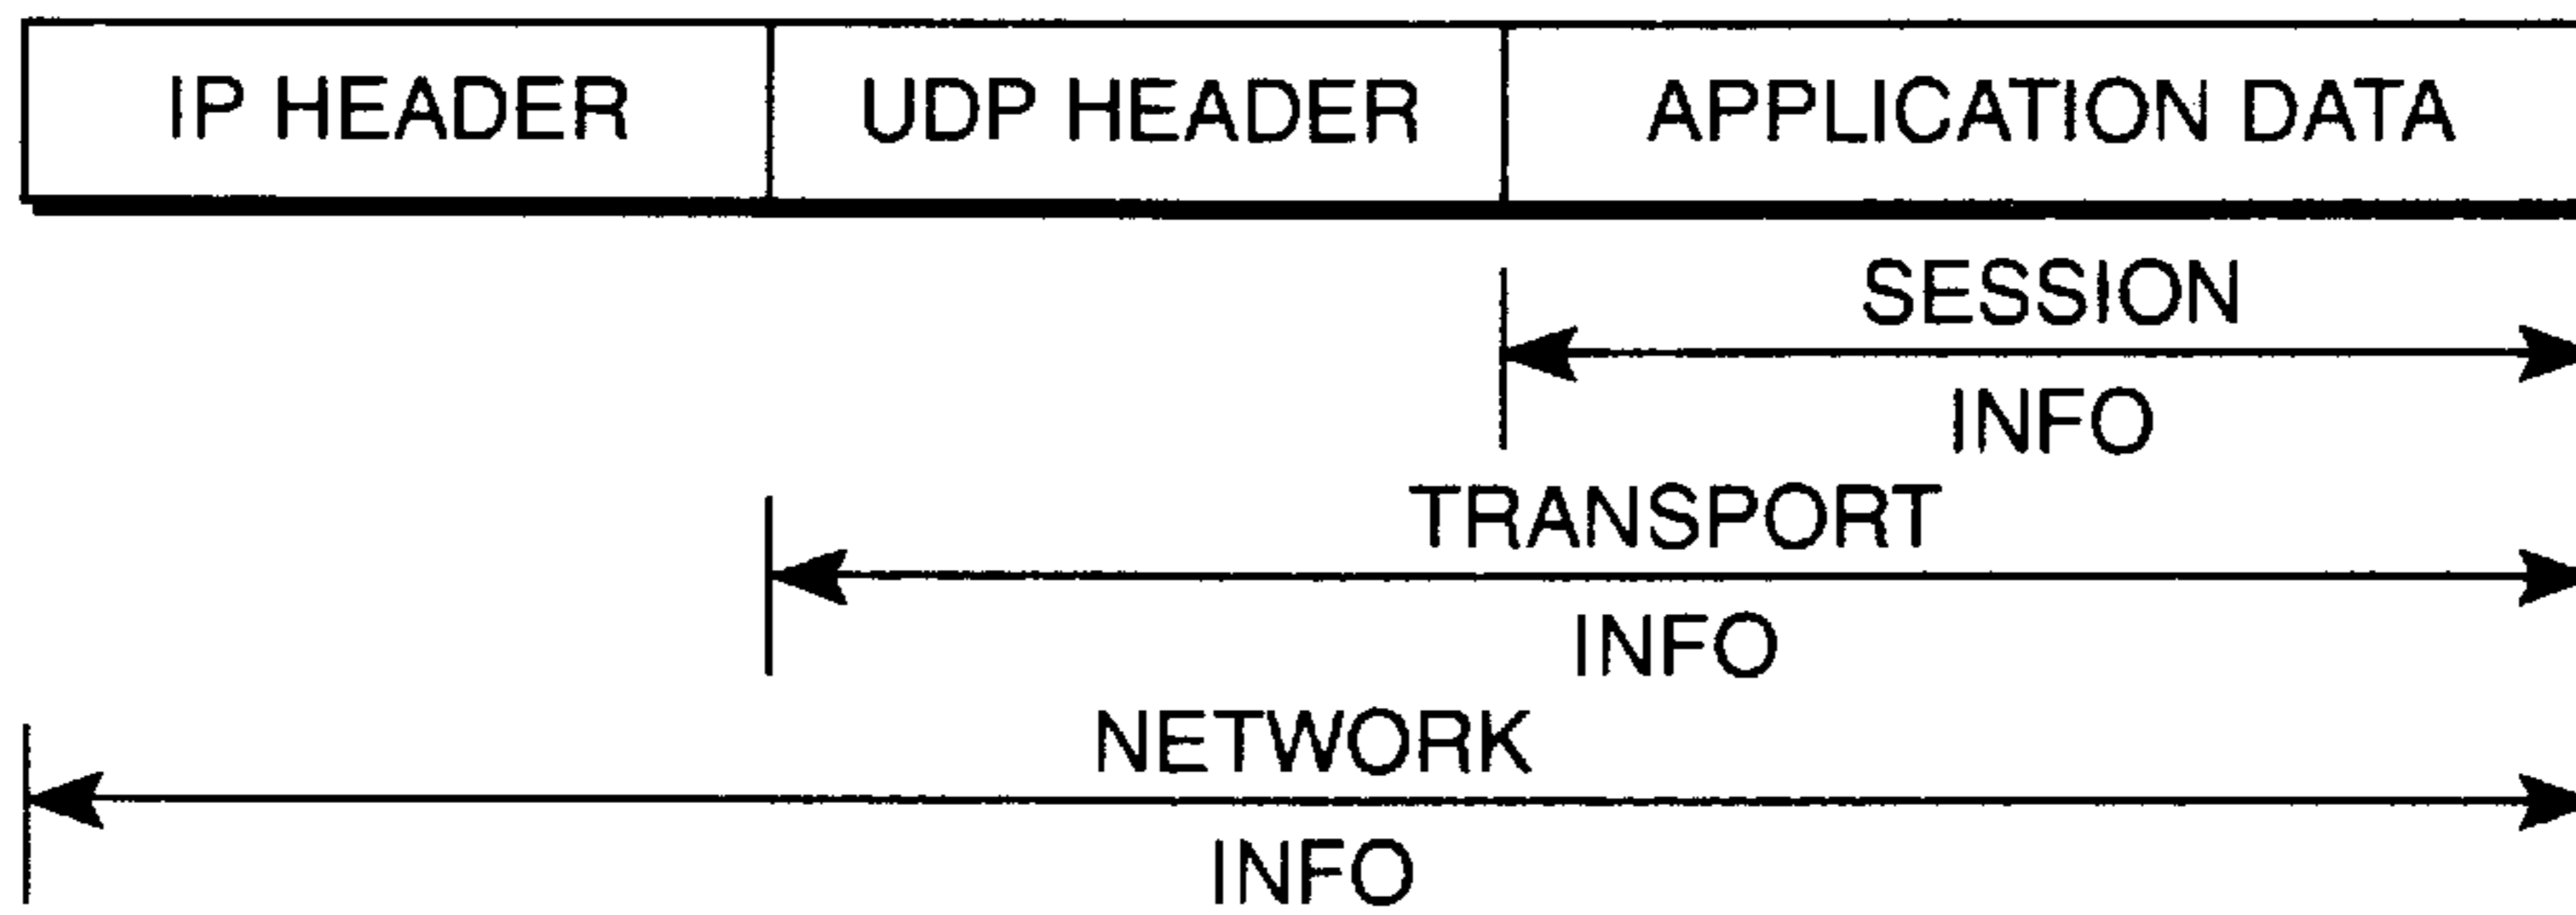 IP HEADER UDP HEADER APPLICATION DATA
SESSION
INFO
TRANSPORT
INFO
NETWORK
INFO